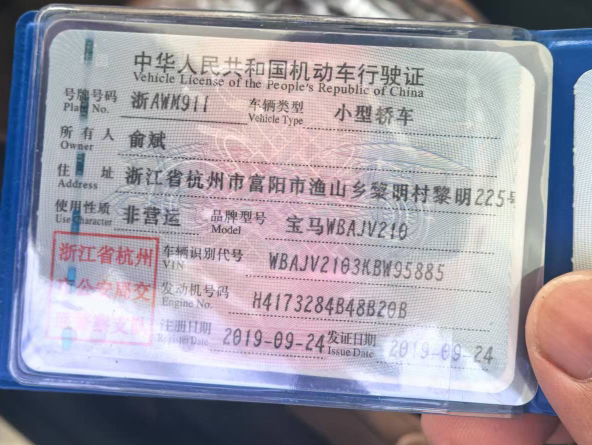 中华人民共和国机动车行驶证
Vehicle License of the People's Republic of China
号牌号码 浙AWM911 车辆类型 小型轿车
Plate No. Vehicle Type
所有人 俞斌
Owner
住址 浙江省杭州市富阳市渔山乡黎明村黎明225号
Address
使用性质 非营运 品牌型号 宝马WBAJV210
Use Character Model
浙江省杭州 车辆识别代号 WBAJV2103KBW95885
VIN
市公安局交 发动机号码 H4173284B48B20B
Engine No.
通警察支队 注册日期 2019-09-24 发证日期 2019-09-24
Register Date Issue Date